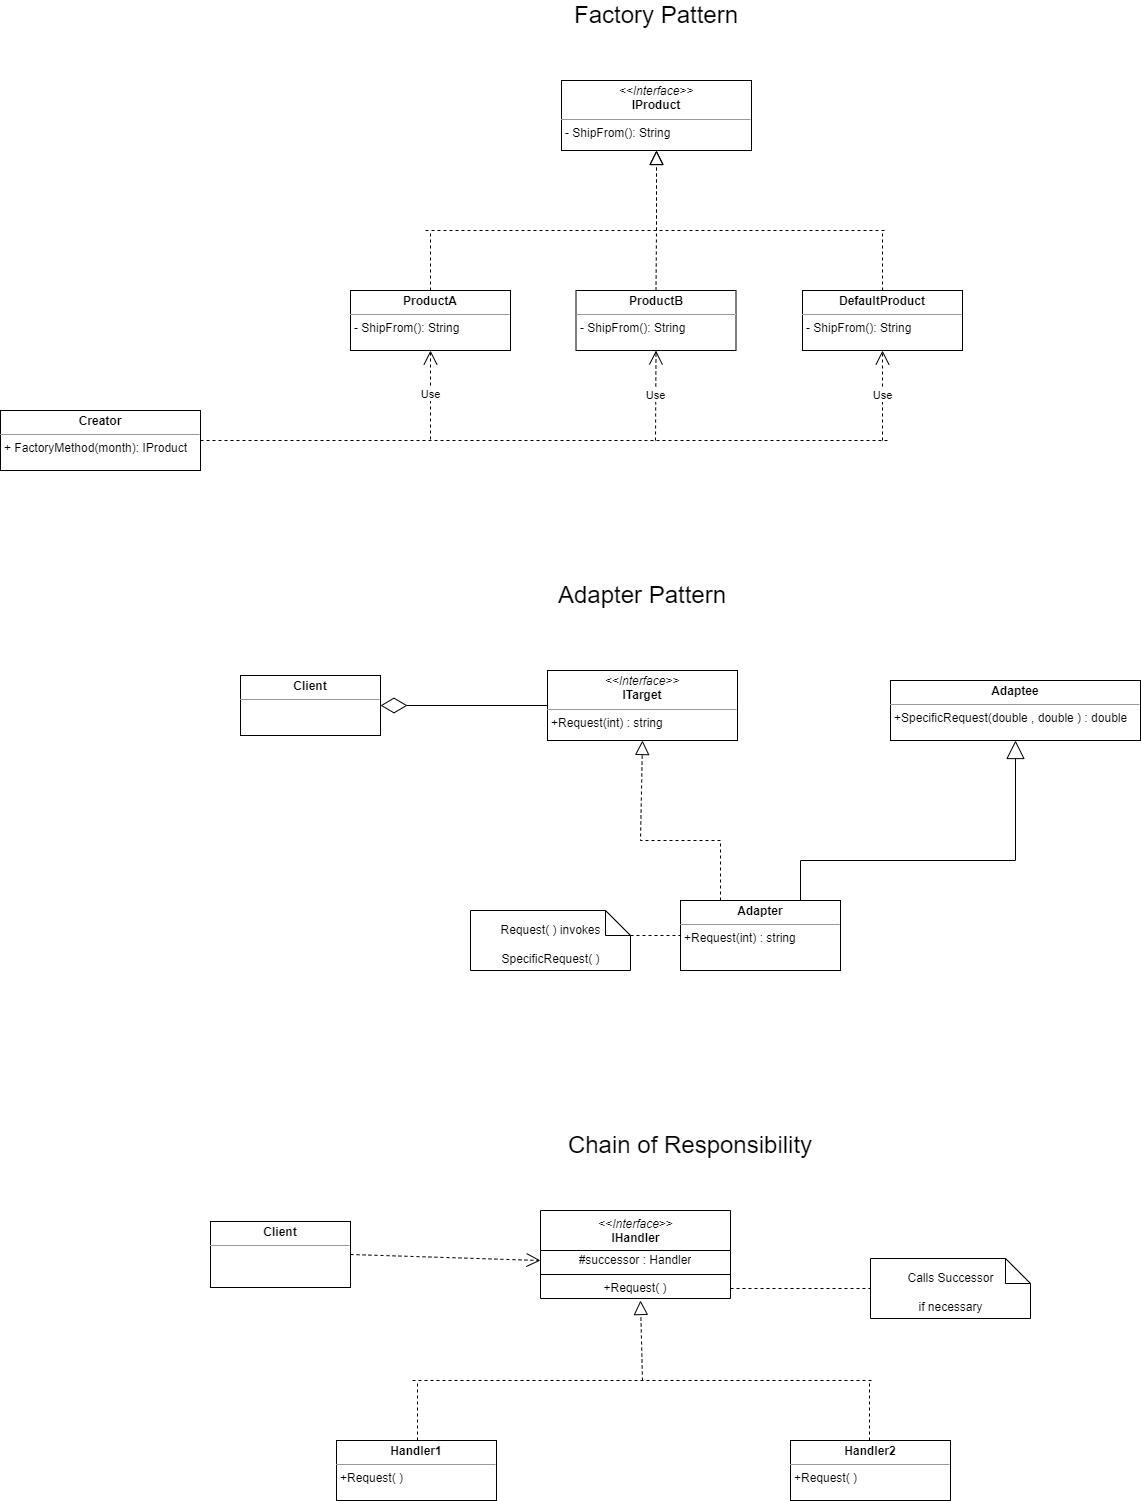 Factory Pattern
<<Interface>>
IProduct
- ShipFrom(): String
ProductA
- ShipFrom(): String
ProductB
- ShipFrom(): String
DefaultProduct
- ShipFrom(): String
Use
Use
Use
Creator
+ FactoryMethod(month): IProduct
Adapter Pattern
Client
<<Interface>>
ITarget
+Request(int) : string
Adaptee
+SpecificRequest(double , double ) : double
Request( ) invokes
SpecificRequest( )
Adapter
+Request(int) : string
Chain of Responsibility
Client
<<Interface>>
IHandler
#successor : Handler
+Request( )
Calls Successor
if necessary
Handler1
+Request( )
Handler2
+Request( )